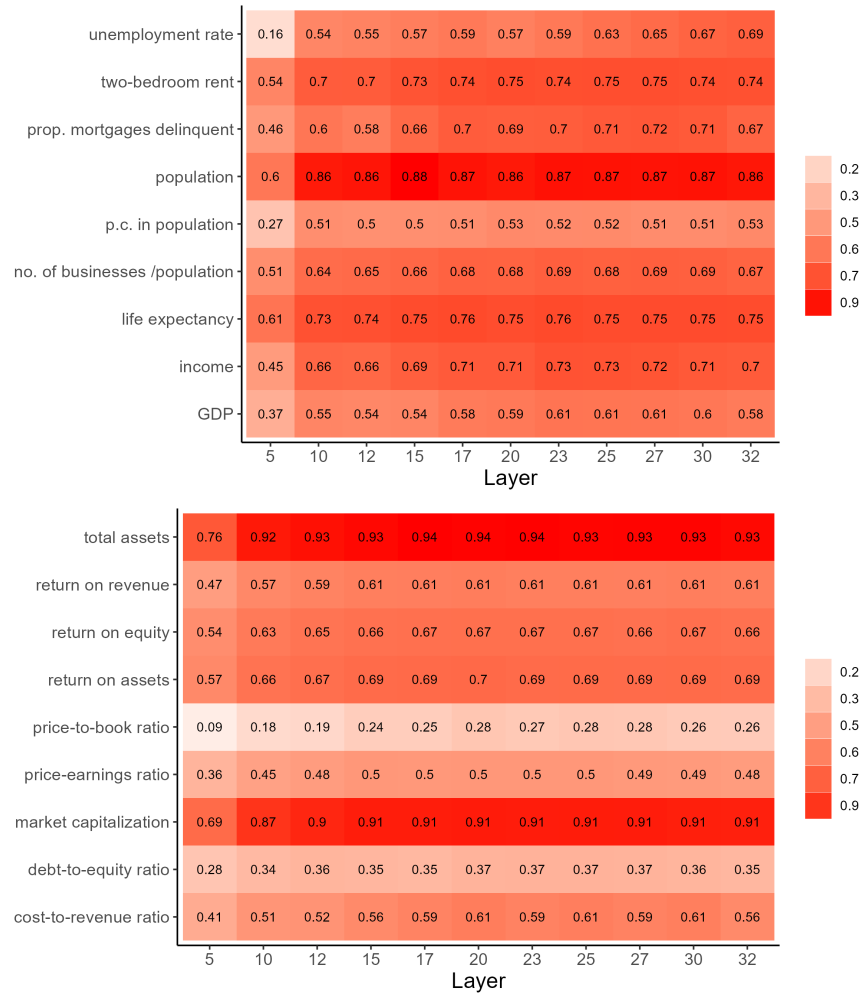 unemployment rate 0.16 0.54 0.55 0.57 0.59 0.57 0.59 0.63 0.65 0.67 0.69
two-bedroom rent 0.54 0.7 0.7 0.73 0.74 0.75 0.74 0.75 0.75 0.74 0.74
prop. mortgages delinquent 0.46 0.6 0.58 0.66 0.7 0.69 0.7 0.71 0.72 0.71 0.67
population 0.6 0.86 0.86 0.88 0.87 0.86 0.87 0.87 0.87 0.87 0.86
p.c. in population 0.27 0.51 0.5 0.5 0.51 0.53 0.52 0.52 0.51 0.51 0.53
no. of businesses /population 0.51 0.64 0.65 0.66 0.68 0.68 0.69 0.68 0.69 0.69 0.67
life expectancy 0.61 0.73 0.74 0.75 0.76 0.75 0.76 0.75 0.75 0.75 0.75
income 0.45 0.66 0.66 0.69 0.71 0.71 0.73 0.73 0.72 0.71 0.7
GDP 0.37 0.55 0.54 0.54 0.58 0.59 0.61 0.61 0.61 0.6 0.58
5 10 12 15 17 20 23 25 27 30 32
Layer
0.2
0.3
0.5
0.6
0.7
0.9
total assets 0.76 0.92 0.93 0.93 0.94 0.94 0.94 0.93 0.93 0.93 0.93
return on revenue 0.47 0.57 0.59 0.61 0.61 0.61 0.61 0.61 0.61 0.61 0.61
return on equity 0.54 0.63 0.65 0.66 0.67 0.67 0.67 0.67 0.66 0.67 0.66
return on assets 0.57 0.66 0.67 0.69 0.69 0.7 0.69 0.69 0.69 0.69 0.69
price-to-book ratio 0.09 0.18 0.19 0.24 0.25 0.28 0.27 0.28 0.28 0.26 0.26
price-earnings ratio 0.36 0.45 0.48 0.5 0.5 0.5 0.5 0.5 0.49 0.49 0.48
market capitalization 0.69 0.87 0.9 0.91 0.91 0.91 0.91 0.91 0.91 0.91 0.91
debt-to-equity ratio 0.28 0.34 0.36 0.35 0.35 0.37 0.37 0.37 0.37 0.36 0.35
cost-to-revenue ratio 0.41 0.51 0.52 0.56 0.59 0.61 0.59 0.61 0.59 0.61 0.56
5 10 12 15 17 20 23 25 27 30 32
Layer
0.2
0.3
0.5
0.6
0.7
0.9